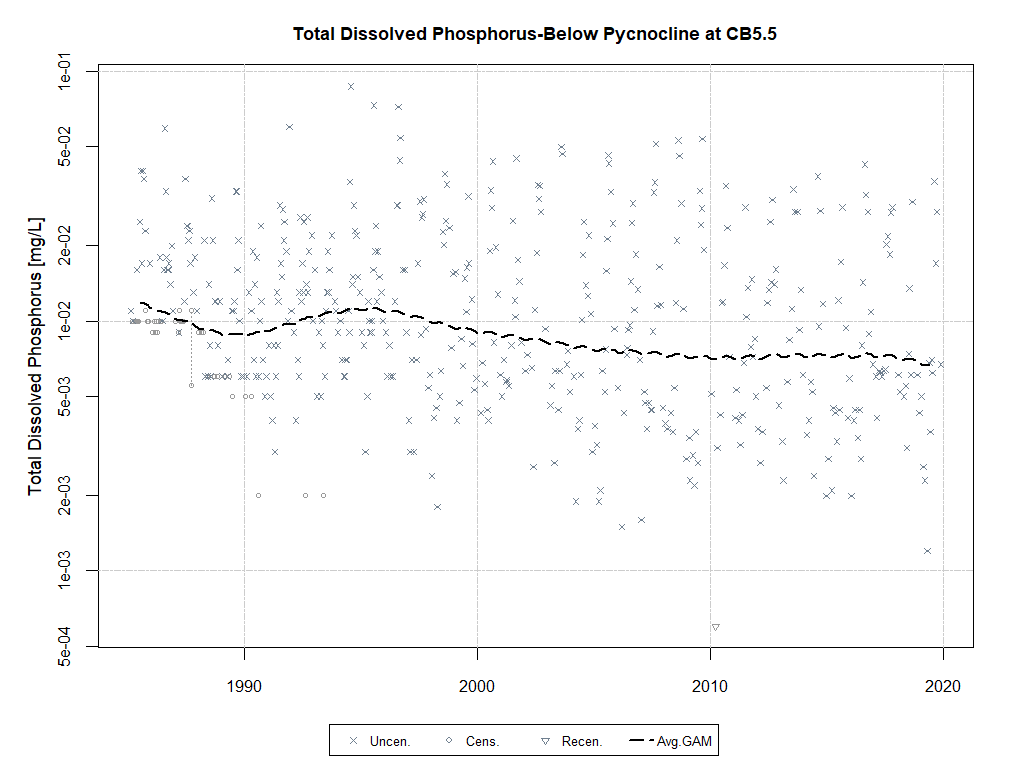 Total Dissolved Phosphorus-Below Pycnocline at CB5.5
Total Dissolved Phosphorus [mg/L]
1e-01
5e-02
2e-02
1e-02
5e-03
2e-03
1e-03
5e-04
1990 2000 2010 2020
Uncen. Cens. Recen. Avg.GAM